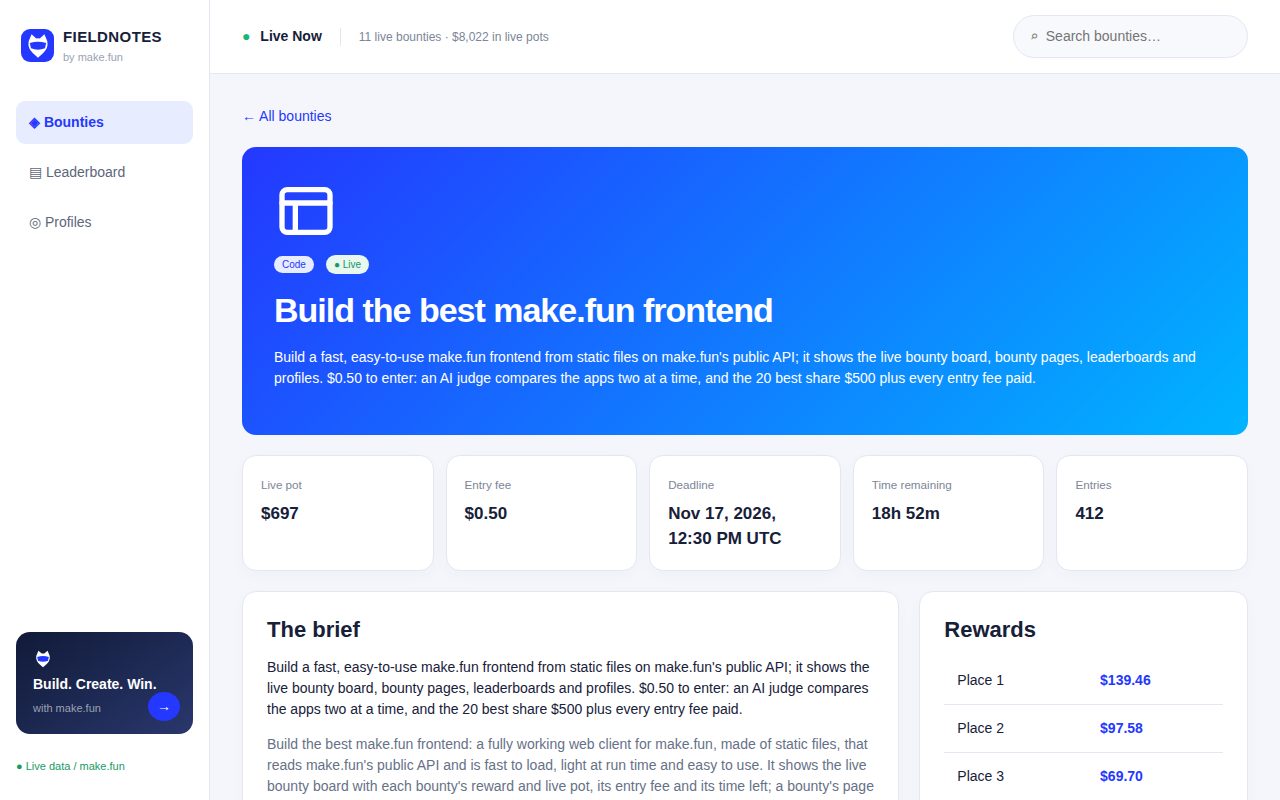 FIELDNOTES
by make.fun
◈ Bounties
▤ Leaderboard
◎ Profiles
Build. Create. Win.
with make.fun
→
● Live data / make.fun
● Live Now
11 live bounties · $8,022 in live pots
⌕ Search bounties…
← All bounties
Code
● Live
Build the best make.fun frontend
Build a fast, easy-to-use make.fun frontend from static files on make.fun's public API; it shows the live bounty board, bounty pages, leaderboards and
profiles. $0.50 to enter: an AI judge compares the apps two at a time, and the 20 best share $500 plus every entry fee paid.
Live pot
$697
Entry fee
$0.50
Deadline
Nov 17, 2026,
12:30 PM UTC
Time remaining
18h 52m
Entries
412
The brief
Build a fast, easy-to-use make.fun frontend from static files on make.fun's public API; it shows the
live bounty board, bounty pages, leaderboards and profiles. $0.50 to enter: an AI judge compares
the apps two at a time, and the 20 best share $500 plus every entry fee paid.
Build the best make.fun frontend: a fully working web client for make.fun, made of static files, that
reads make.fun's public API and is fast to load, light at run time and easy to use. It shows the live
bounty board with each bounty's reward and live pot, its entry fee and its time left; a bounty's page
Rewards
Place 1 $139.46
Place 2 $97.58
Place 3 $69.70